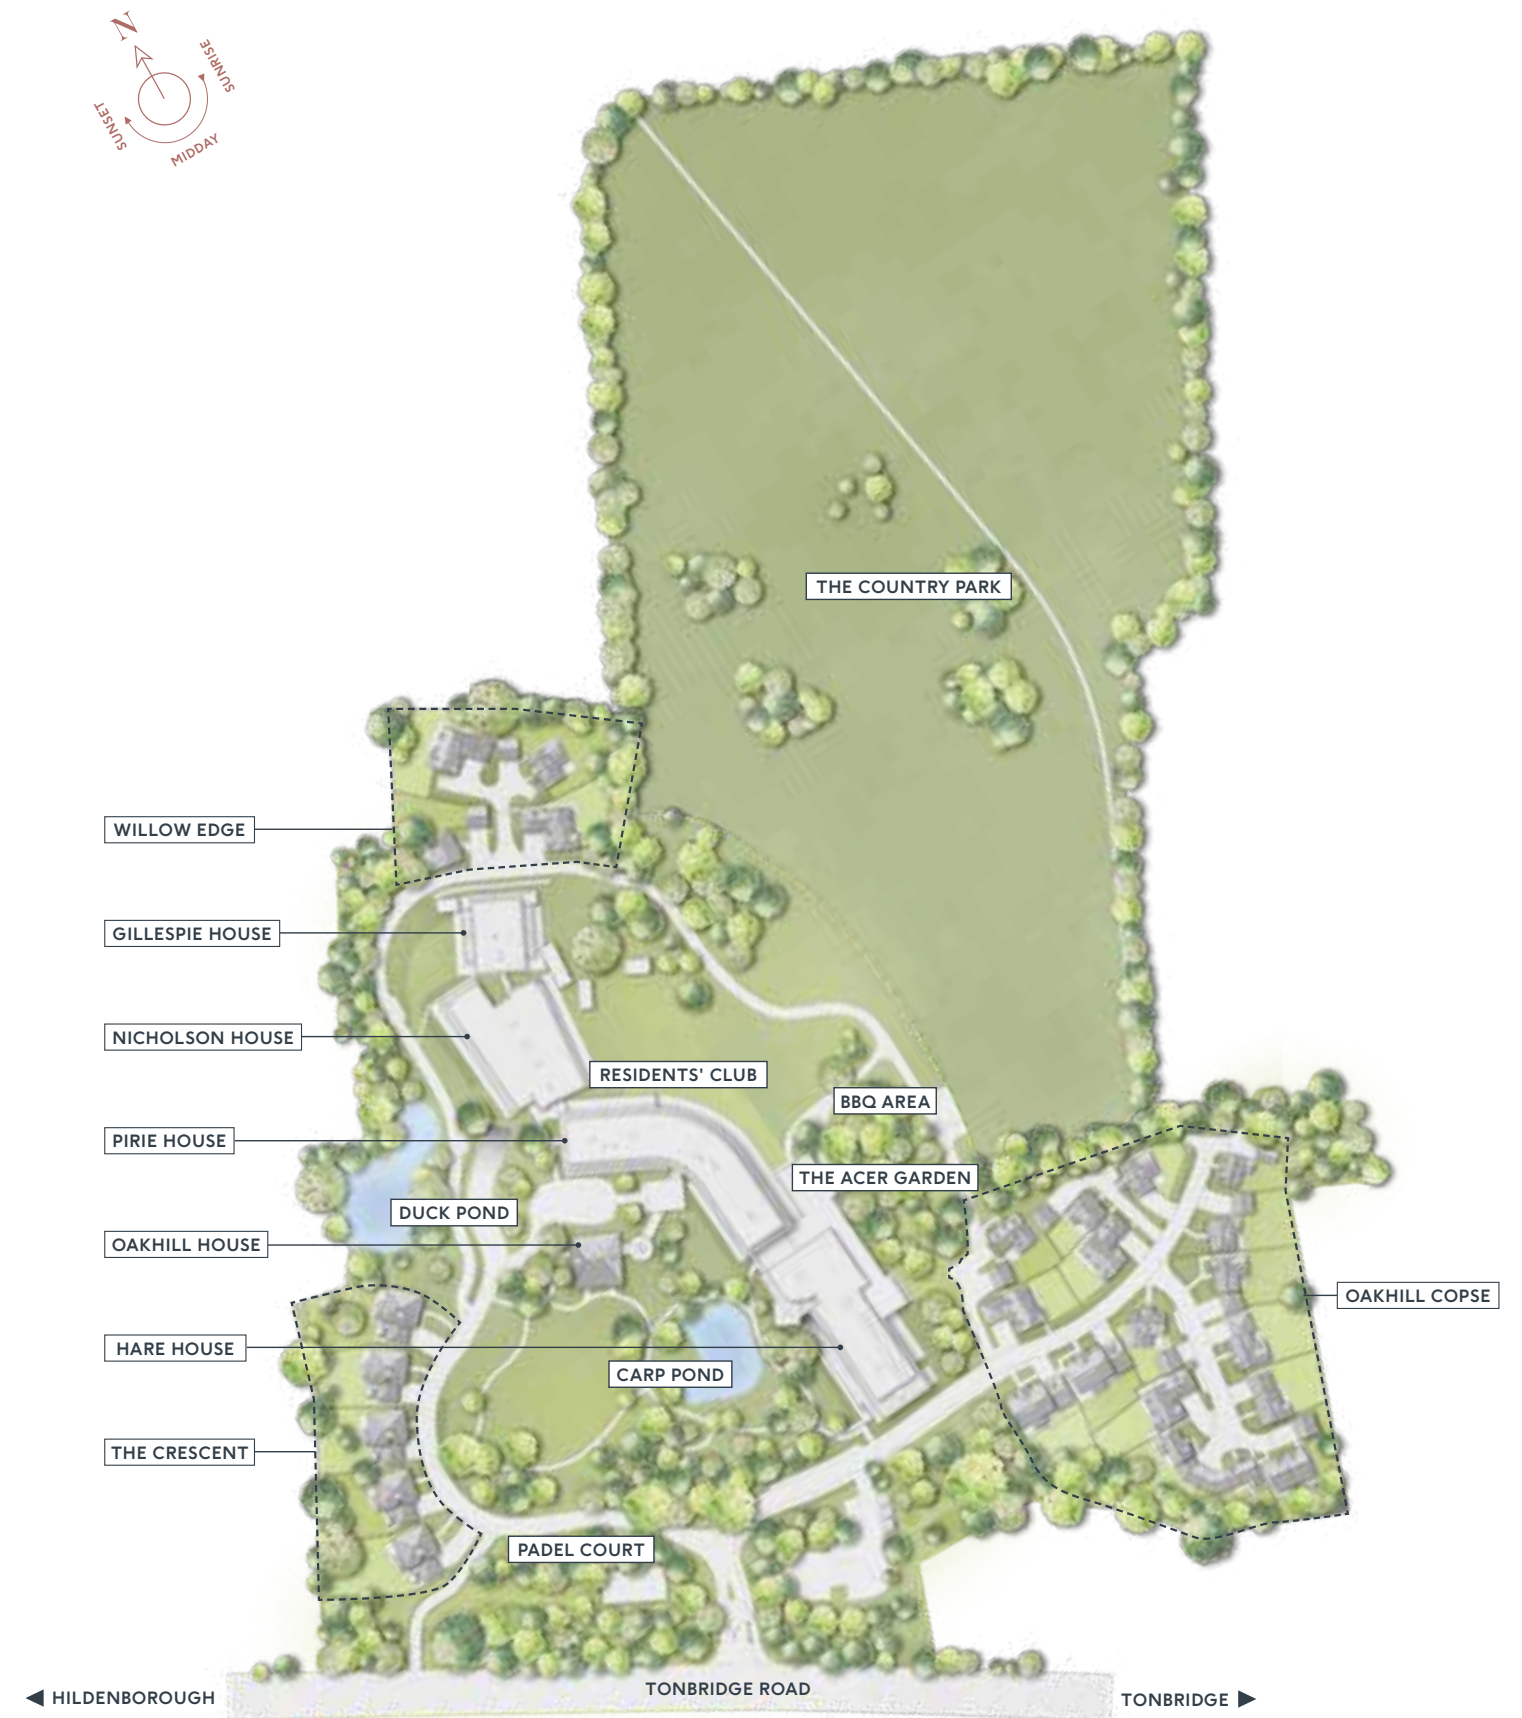 N
SUNRISE
SUNSET
MIDDAY
THE COUNTRY PARK
WILLOW EDGE
GILLESPIE HOUSE
NICHOLSON HOUSE
RESIDENTS' CLUB
BBQ AREA
PIRIE HOUSE
THE ACER GARDEN
DUCK POND
OAKHILL HOUSE
OAKHILL COPSE
HARE HOUSE
CARP POND
THE CRESCENT
PADEL COURT
TONBRIDGE ROAD
◀ HILDENBOROUGH
TONBRIDGE ▶